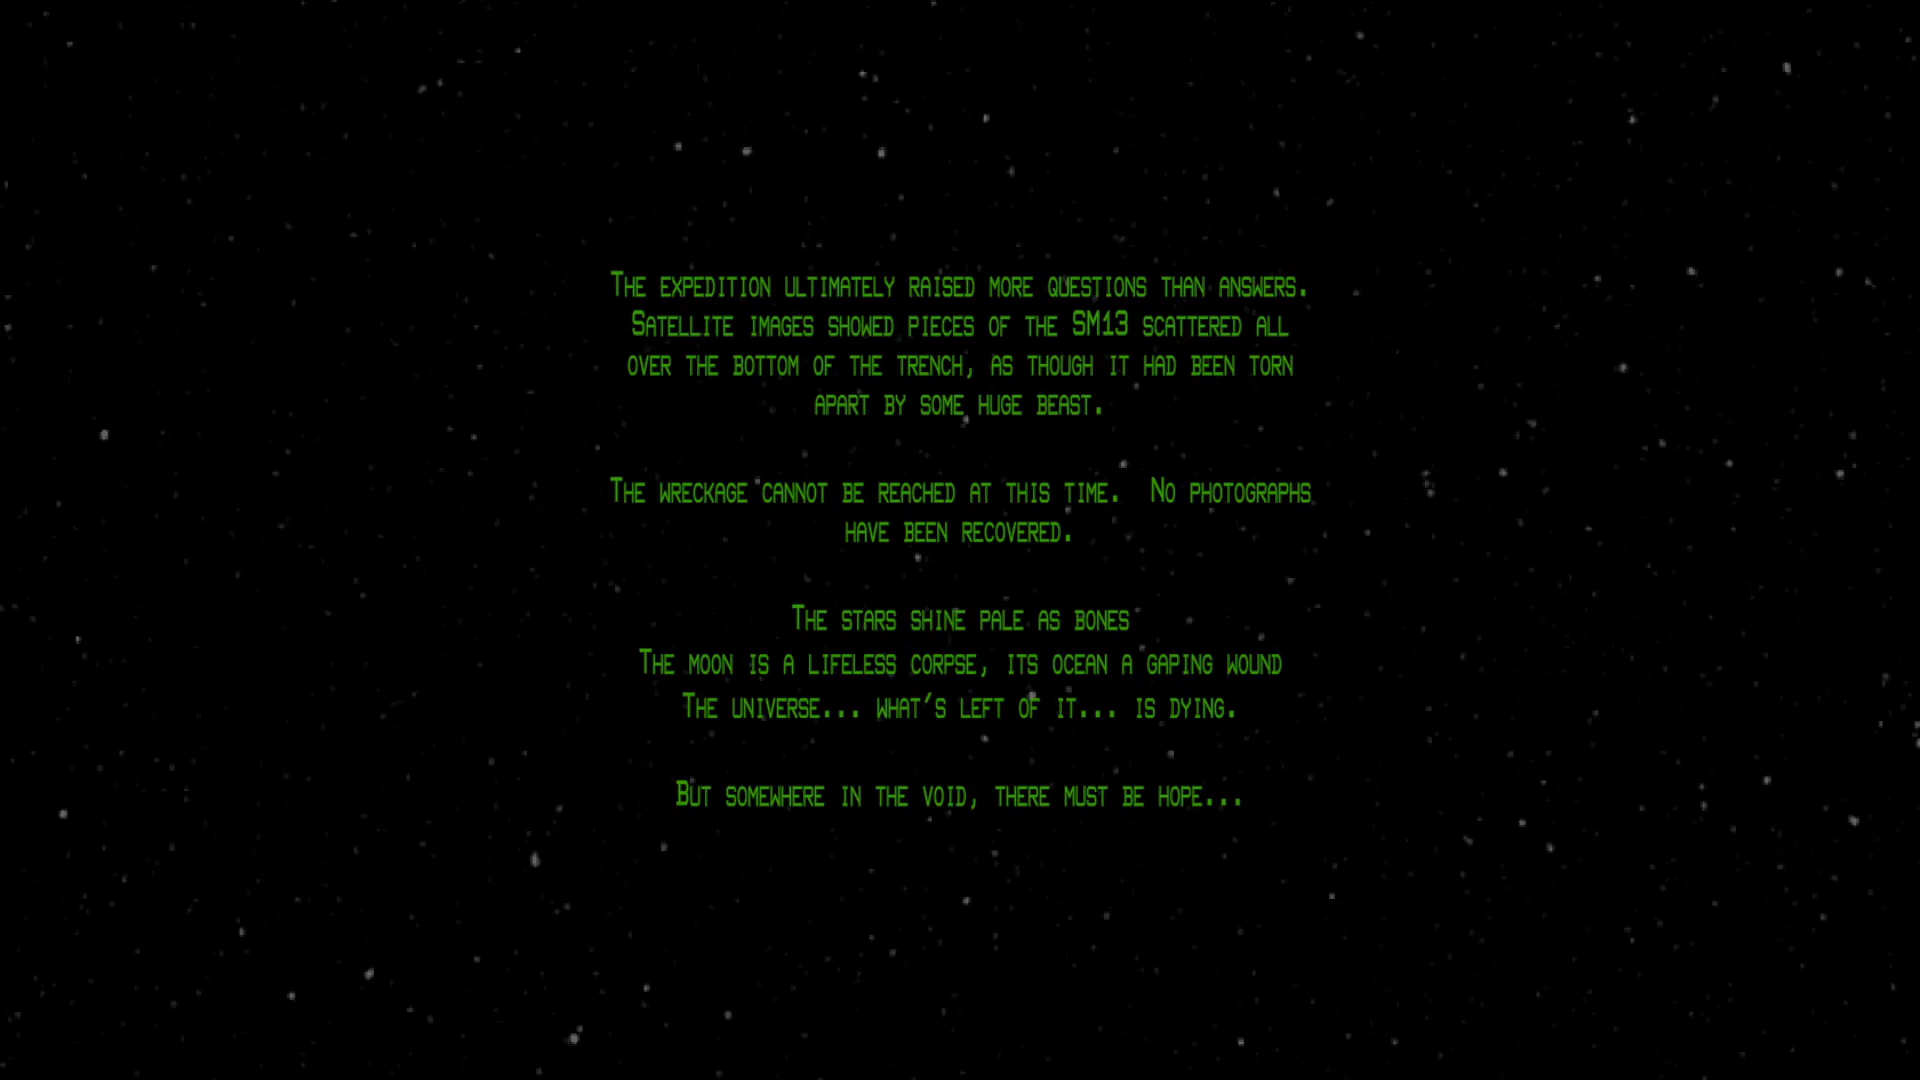 The expedition ultimately raised more questions than answers.
Satellite images showed pieces of the SM13 scattered all
over the bottom of the trench, as though it had been torn
apart by some huge beast.
The wreckage cannot be reached at this time.  No photographs
have been recovered.
The stars shine pale as bones
The moon is a lifeless corpse, its ocean a gaping wound
The universe... what's left of it... is dying.
But somewhere in the void, there must be hope...